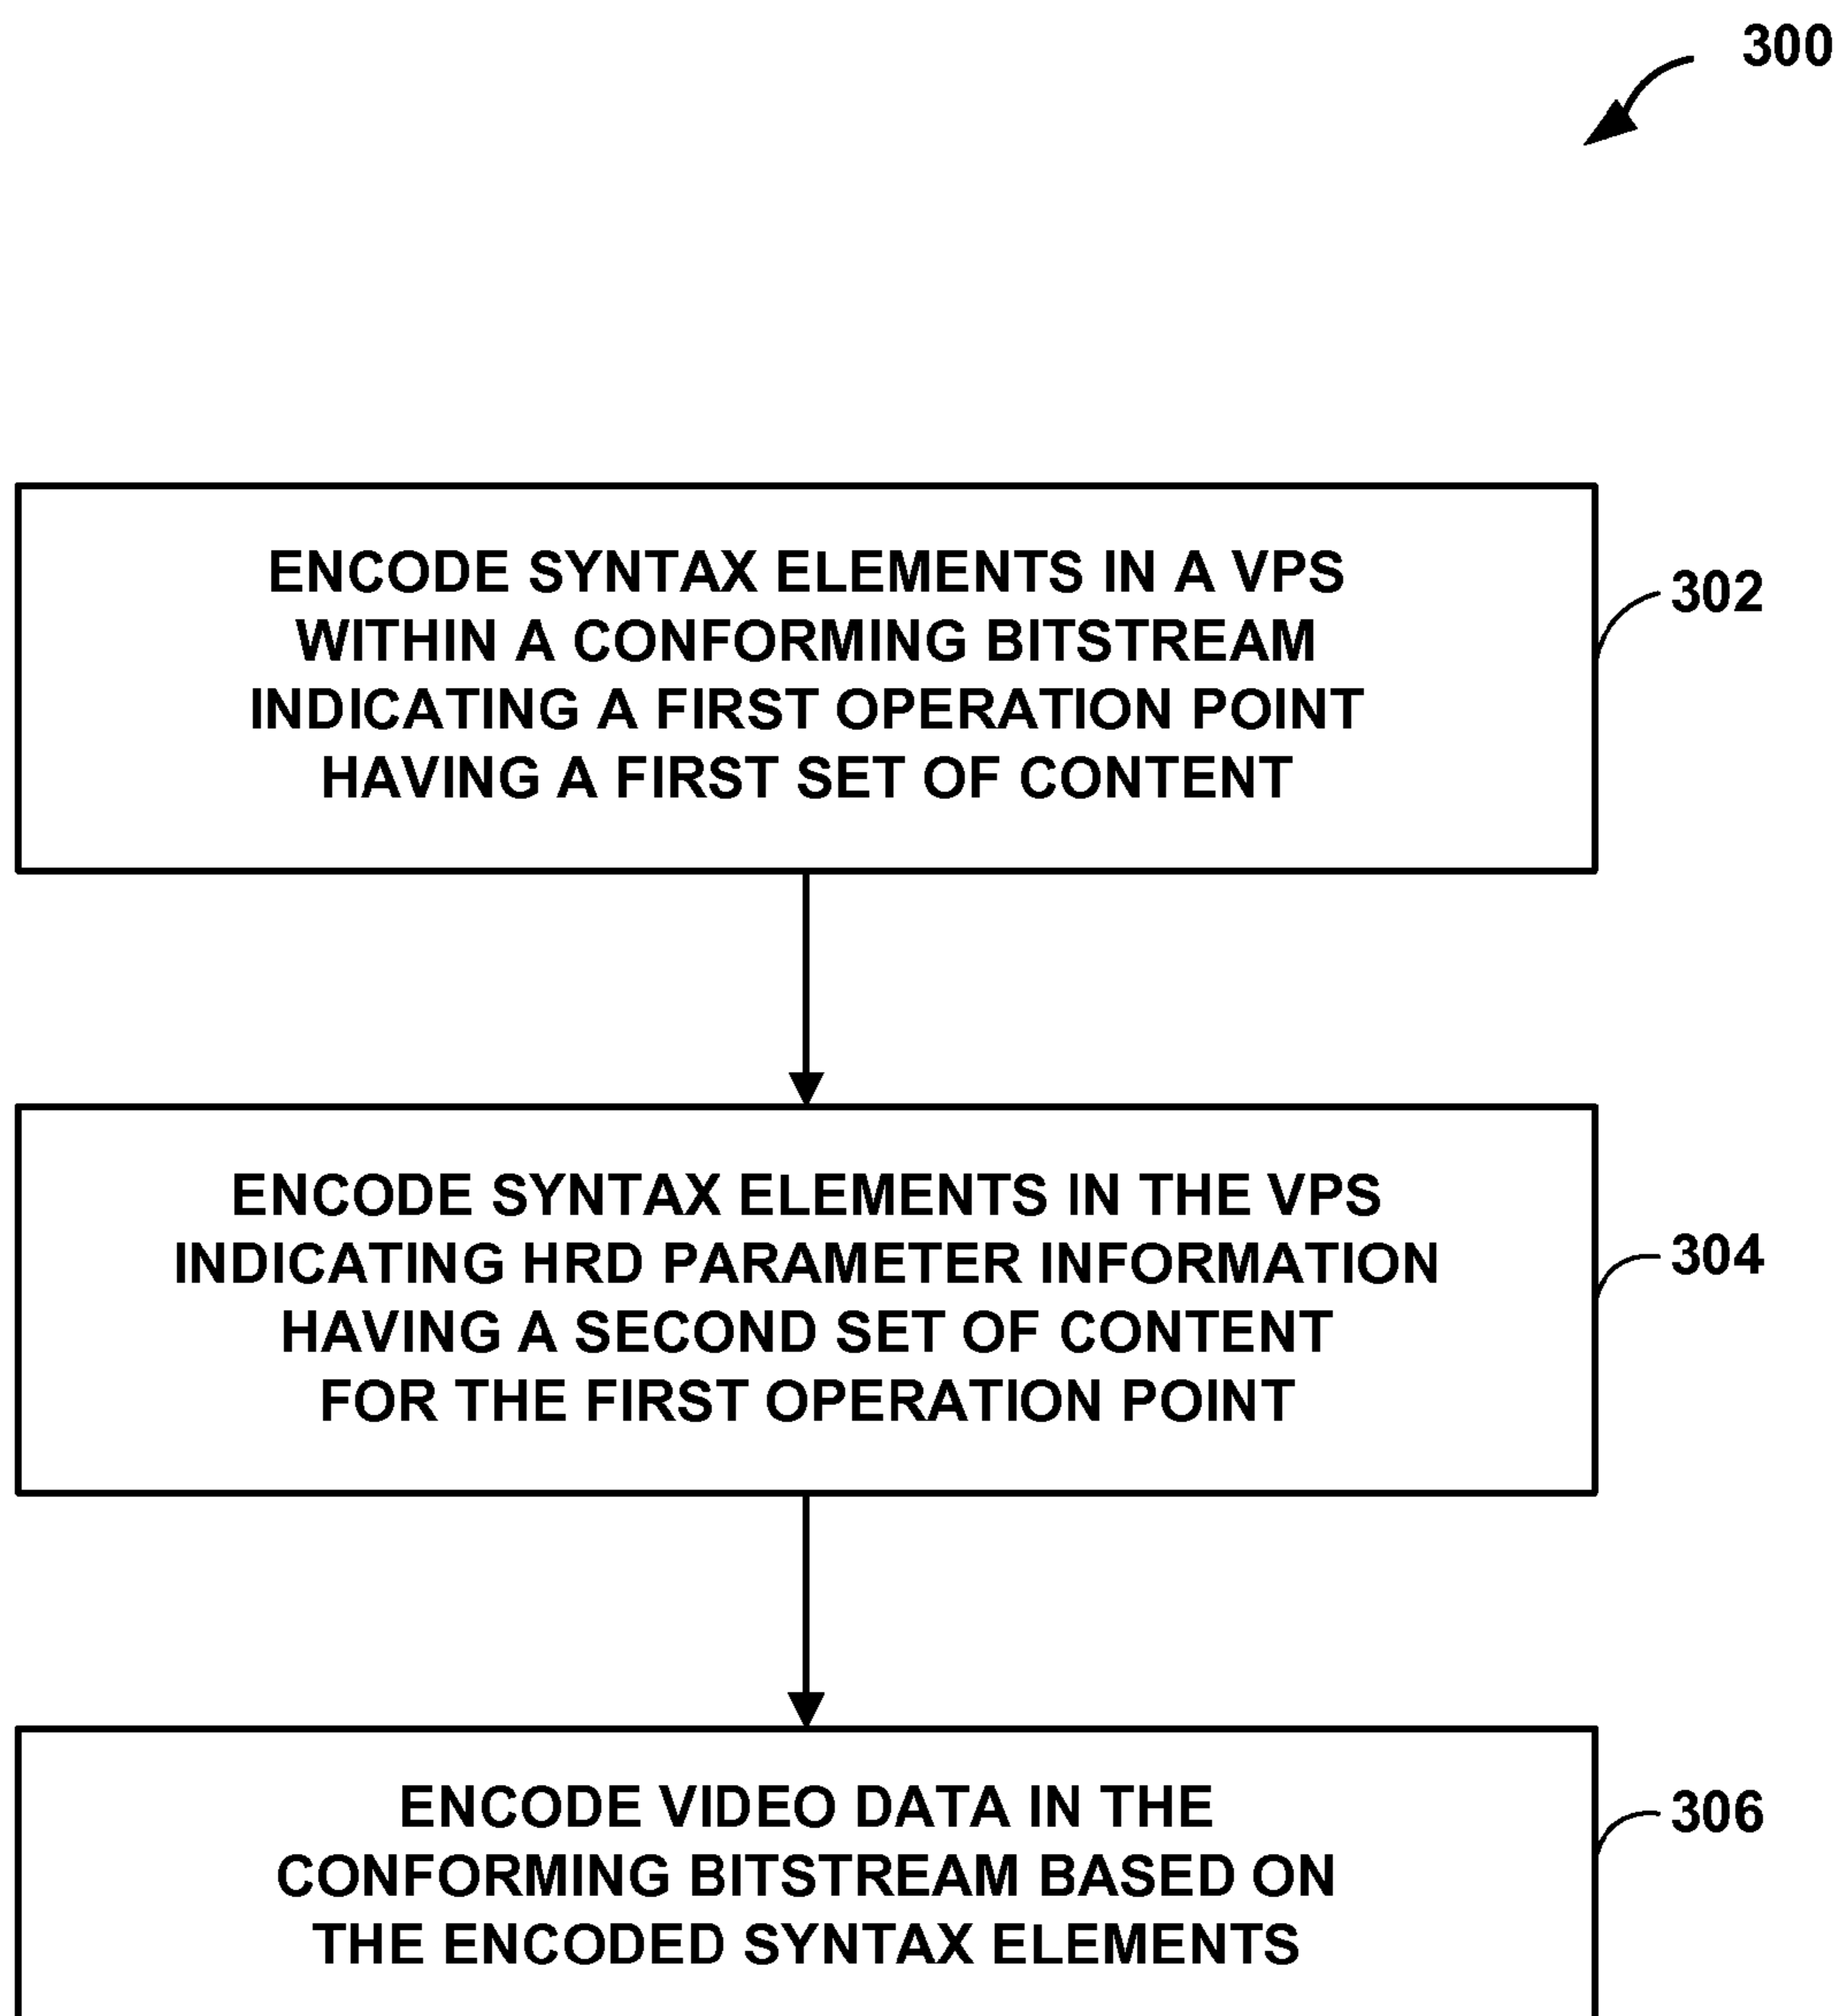 300
ENCODE SYNTAX ELEMENTS IN A VPS
WITHIN A CONFORMING BITSTREAM
INDICATING A FIRST OPERATION POINT
HAVING A FIRST SET OF CONTENT
302
ENCODE SYNTAX ELEMENTS IN THE VPS
INDICATING HRD PARAMETER INFORMATION
HAVING A SECOND SET OF CONTENT
FOR THE FIRST OPERATION POINT
304
ENCODE VIDEO DATA IN THE
CONFORMING BITSTREAM BASED ON
THE ENCODED SYNTAX ELEMENTS
306